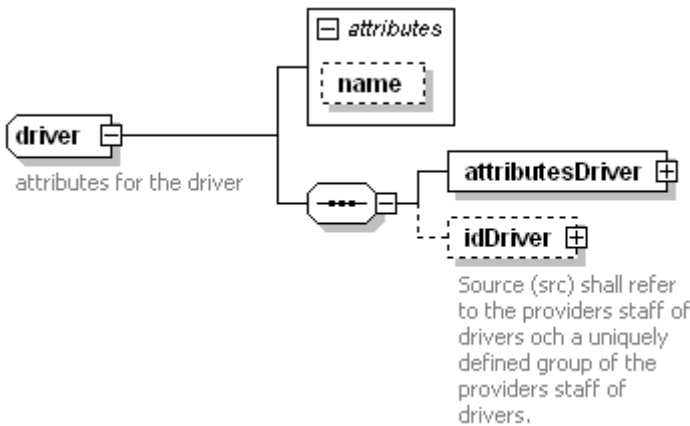 attributes
name
driver
attributes for the driver
attributesDriver
idDriver
Source (src) shall refer
to the providers staff of
drivers och a uniquely
defined group of the
providers staff of
drivers.